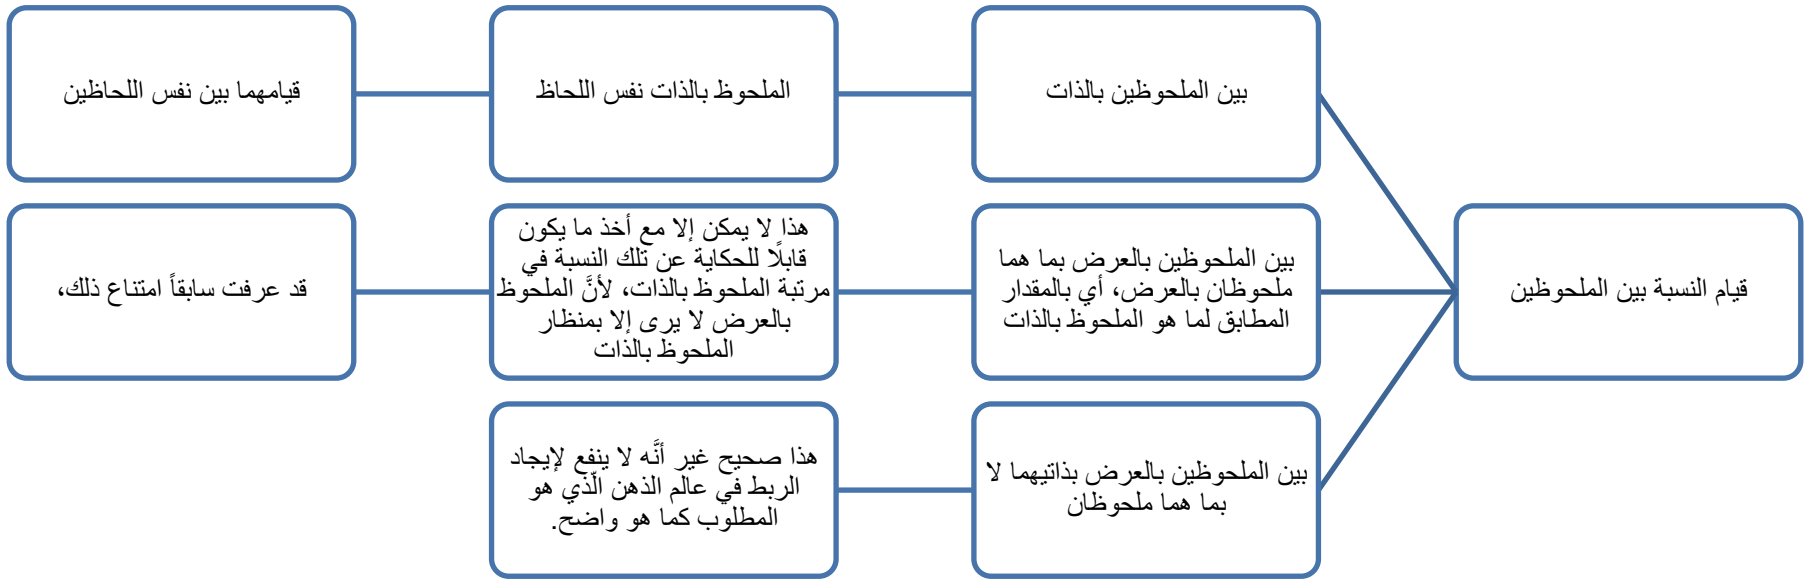 قيام النسبة بين الملحوظين
بين الملحوظين بالذات
الملحوظ بالذات نفس اللحاظ
قيامهما بين نفس اللحاظين
بين الملحوظين بالعرض بما هما
ملحوظان بالعرض، أي بالمقدار
المطابق لما هو الملحوظ بالذات
هذا لا يمكن إلا مع أخذ ما يكون
قابلًا للحكاية عن تلك النسبة في
مرتبة الملحوظ بالذات، لأنَّ الملحوظ
بالعرض لا يرى إلا بمنظار
الملحوظ بالذات
قد عرفت سابقاً امتناع ذلك،
بين الملحوظين بالعرض بذاتيهما لا
بما هما ملحوظان
هذا صحيح غير أنَّه لا ينفع لإيجاد
الربط في عالم الذهن الّذي هو
المطلوب كما هو واضح.